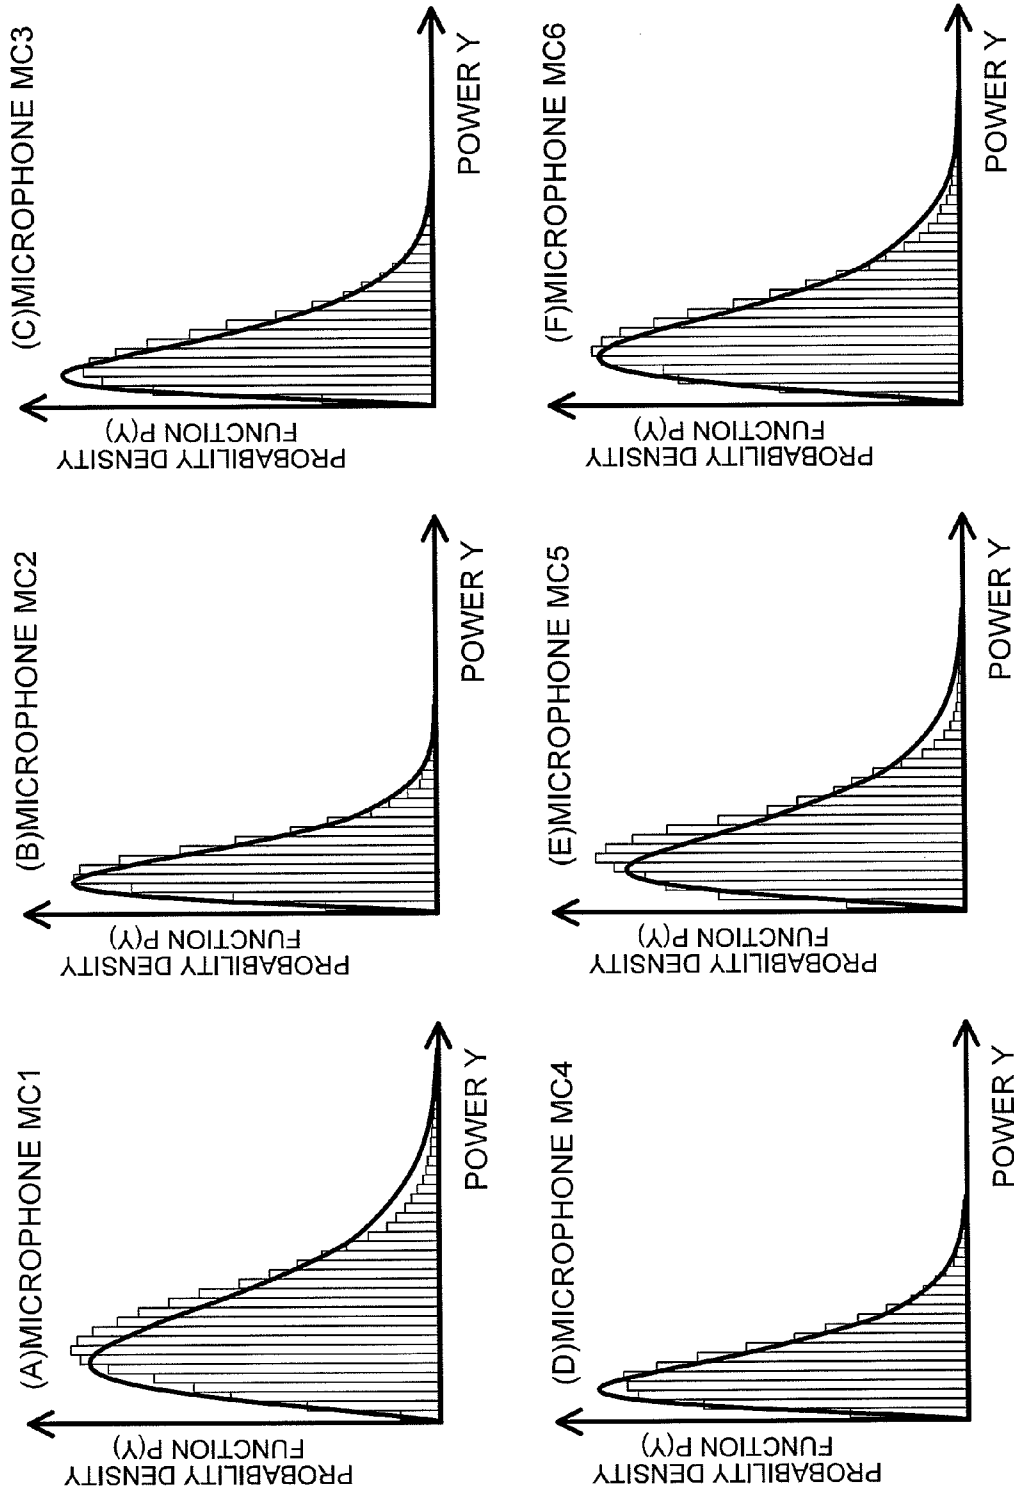 (A)MICROPHONE MC1
PROBABILITY DENSITY
FUNCTION P(Y)
POWER Y
(B)MICROPHONE MC2
PROBABILITY DENSITY
FUNCTION P(Y)
POWER Y
(C)MICROPHONE MC3
PROBABILITY DENSITY
FUNCTION P(Y)
POWER Y
(D)MICROPHONE MC4
PROBABILITY DENSITY
FUNCTION P(Y)
POWER Y
(E)MICROPHONE MC5
PROBABILITY DENSITY
FUNCTION P(Y)
POWER Y
(F)MICROPHONE MC6
PROBABILITY DENSITY
FUNCTION P(Y)
POWER Y